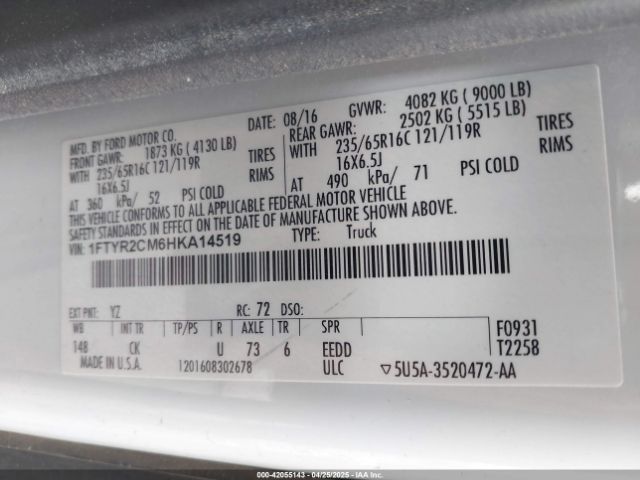 MFD. BY FORD MOTOR CO. DATE: 08/16 GVWR: 4082 KG ( 9000 LB)
FRONT GAWR: 1873 KG ( 4130 LB) REAR GAWR: 2502 KG ( 5515 LB)
WITH 235/65R16C 121/119R TIRES WITH 235/65R16C 121/119R TIRES
16X6.5J RIMS 16X6.5J RIMS
AT 360 kPa/ 52 PSI COLD AT 490 kPa/ 71 PSI COLD
THIS VEHICLE CONFORMS TO ALL APPLICABLE FEDERAL MOTOR VEHICLE
SAFETY STANDARDS IN EFFECT ON THE DATE OF MANUFACTURE SHOWN ABOVE.
VIN: 1FTYR2CM6HKA14519 TYPE: Truck
EXT PNT: YZ RC: 72 DSO:
WB INT TR TP/PS R AXLE TR SPR F0931
148 CK U 73 6 EEDD T2258
MADE IN U.S.A. 1201608302678 ULC ▽5U5A-3520472-AA
000-42055143 - 04/25/2025 - IAAI.COM